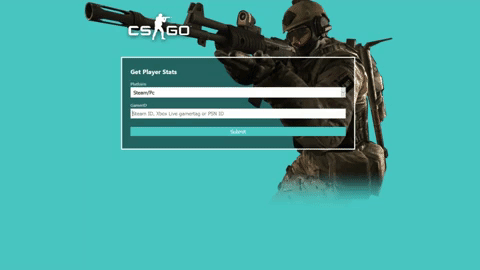 CS GO
Get Player Stats
Platform
Steam/Pc
GamerID
Steam ID, Xbox Live gamertag or PSN ID
Submit